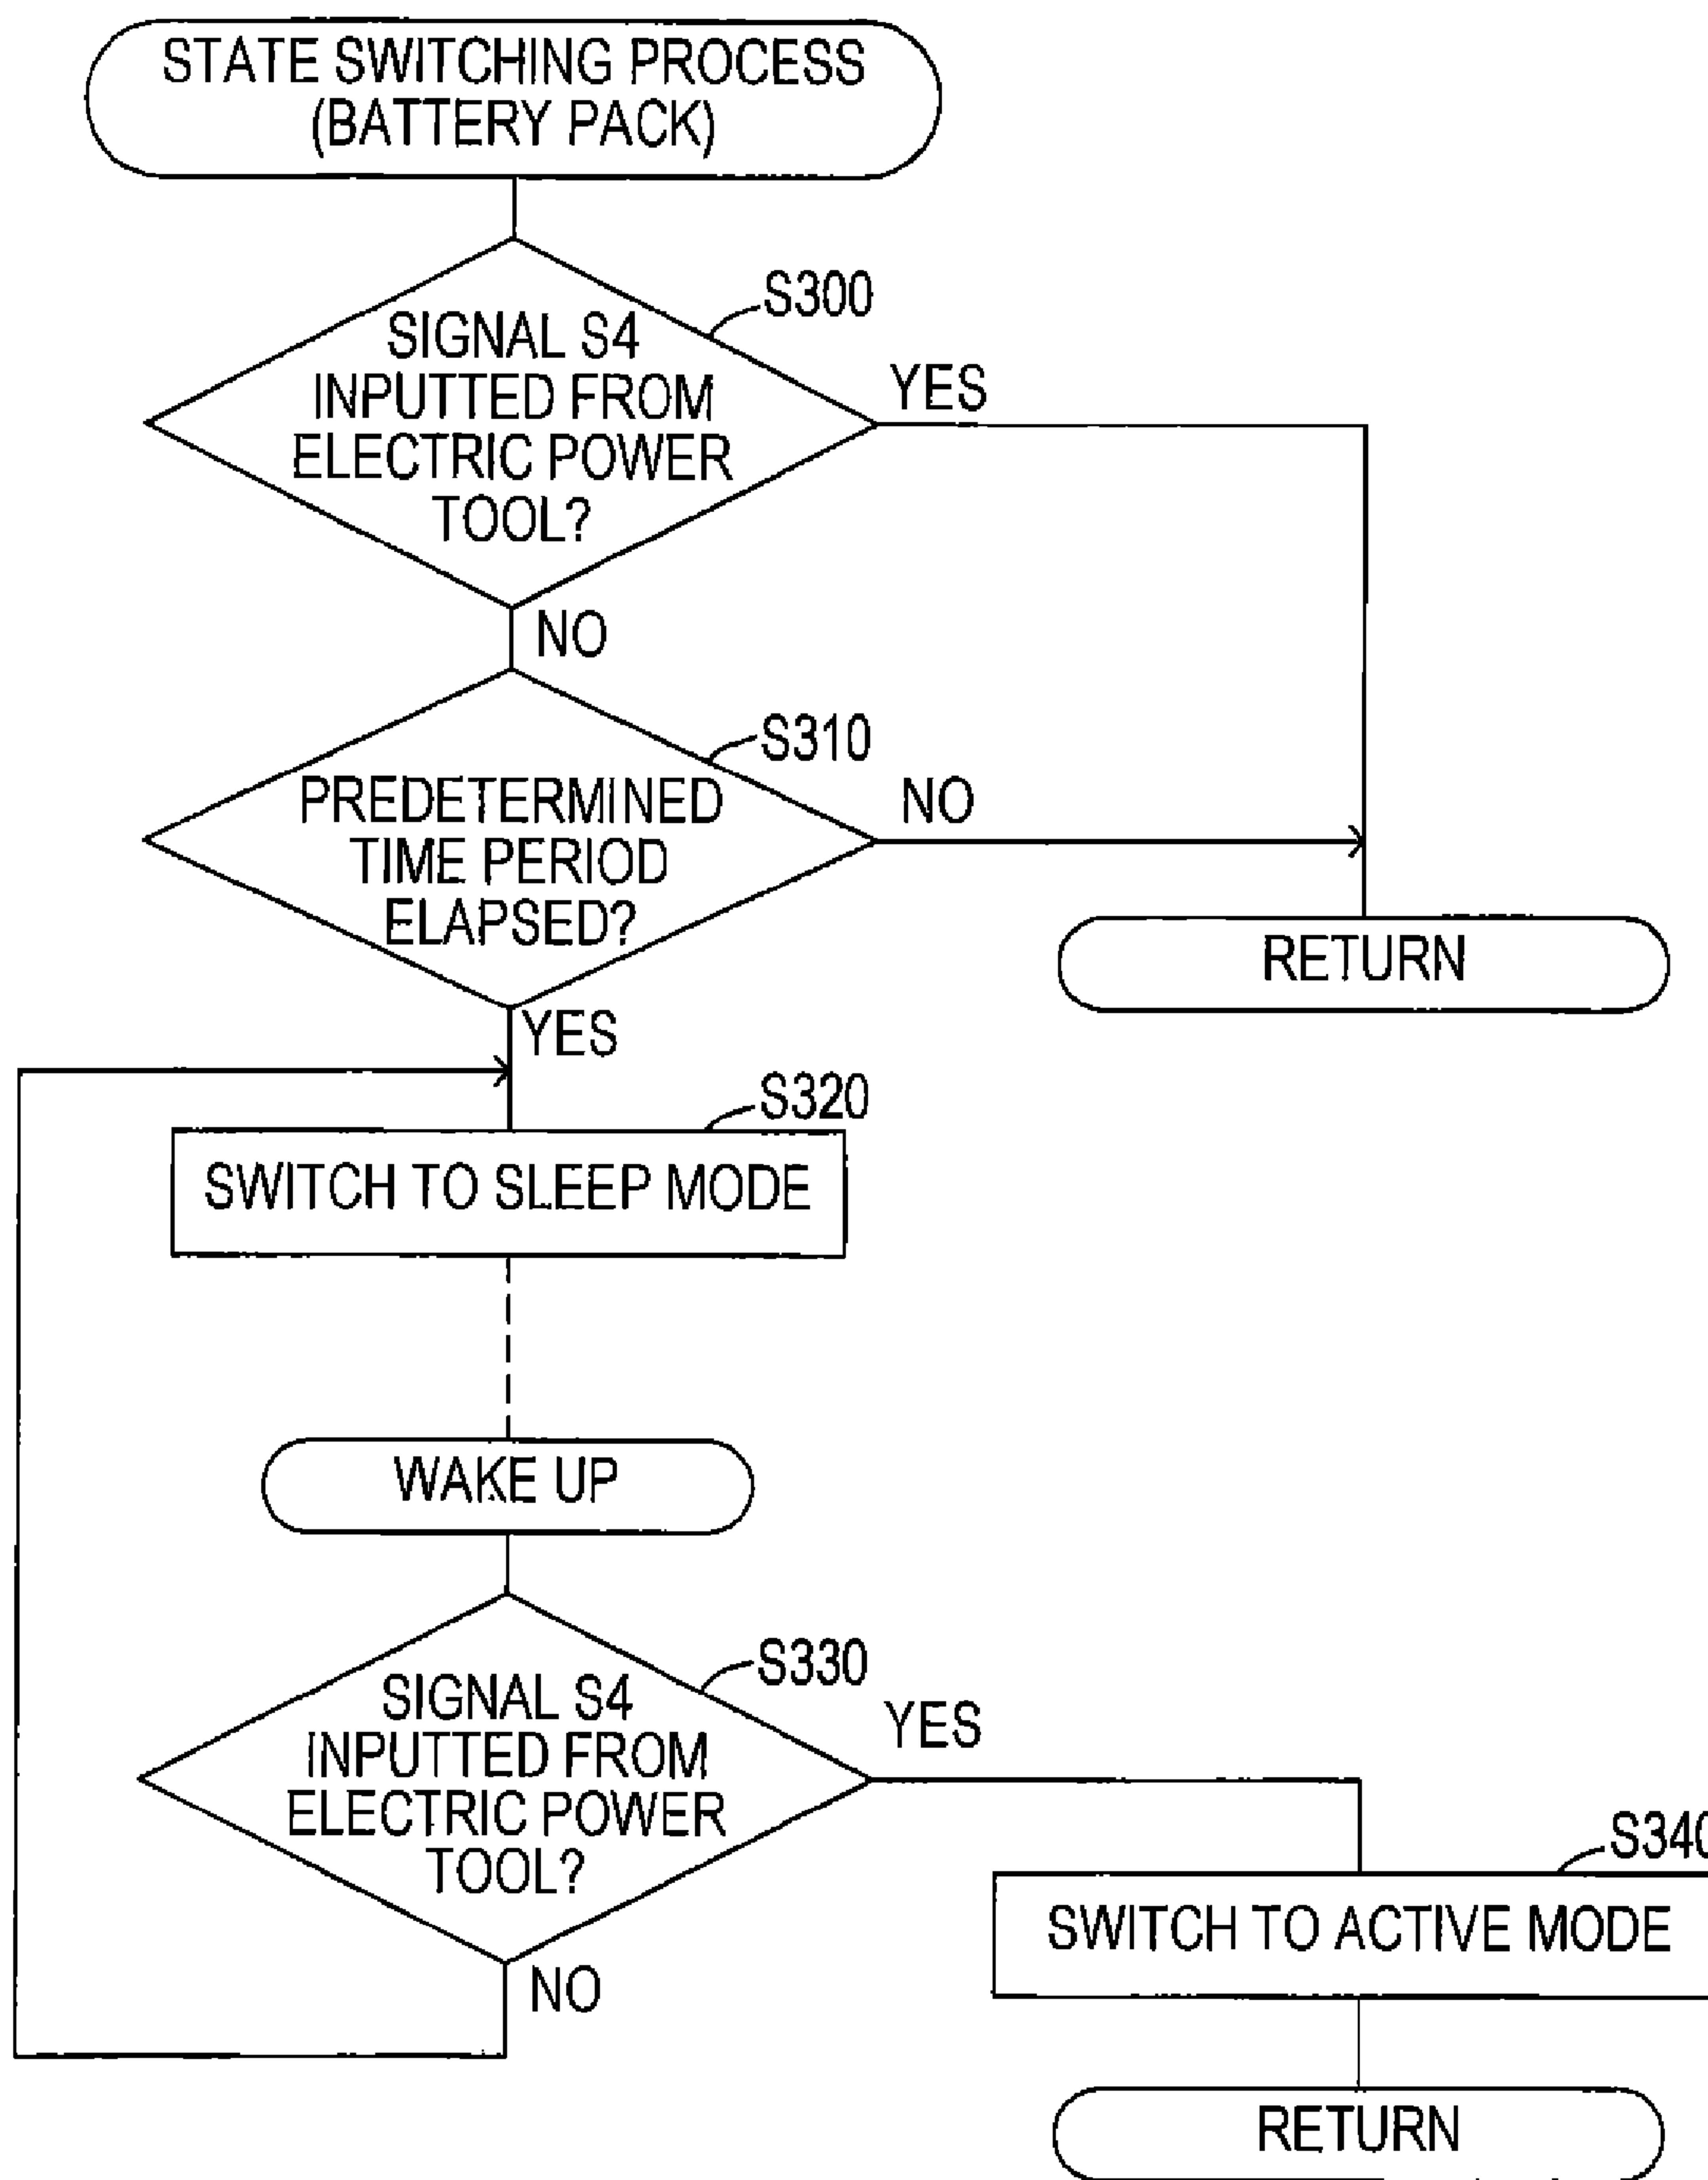 STATE SWITCHING PROCESS
(BATTERY PACK)
S300
SIGNAL S4
INPUTTED FROM
ELECTRIC POWER
TOOL?
YES
NO
S310
PREDETERMINED
TIME PERIOD
ELAPSED?
NO
RETURN
YES
S320
SWITCH TO SLEEP MODE
WAKE UP
S330
SIGNAL S4
INPUTTED FROM
ELECTRIC POWER
TOOL?
YES
S340
SWITCH TO ACTIVE MODE
NO
RETURN